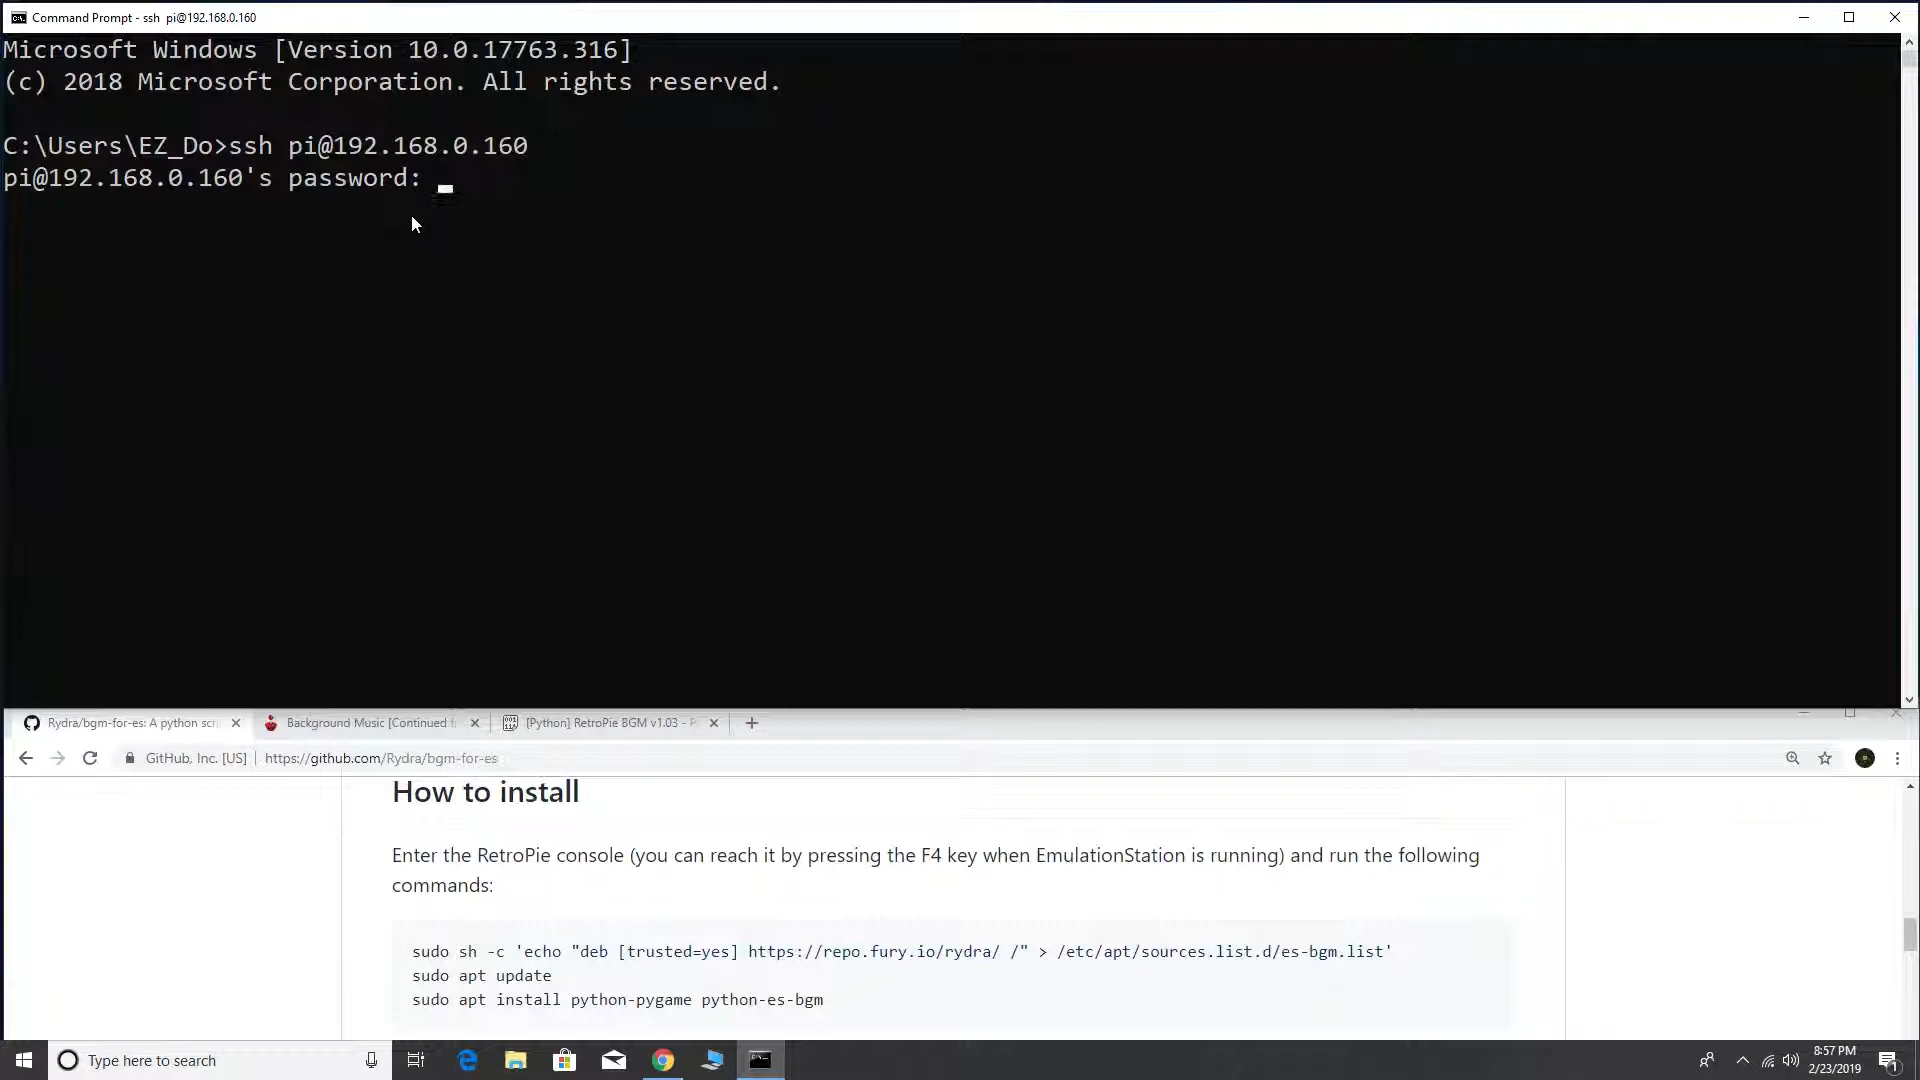 Command Prompt - ssh  pi@192.168.0.160
Microsoft Windows [Version 10.0.17763.316]
(c) 2018 Microsoft Corporation. All rights reserved.
C:\Users\EZ_Do>ssh pi@192.168.0.160
pi@192.168.0.160's password:
Rydra/bgm-for-es: A python scri
Background Music [Continued f
[Python] RetroPie BGM v1.03 - P
GitHub, Inc. [US] | https://github.com/Rydra/bgm-for-es
How to install
Enter the RetroPie console (you can reach it by pressing the F4 key when EmulationStation is running) and run the following
commands:
sudo sh -c 'echo "deb [trusted=yes] https://repo.fury.io/rydra/ /" > /etc/apt/sources.list.d/es-bgm.list'
sudo apt update
sudo apt install python-pygame python-es-bgm
Type here to search
8:57 PM
2/23/2019
1